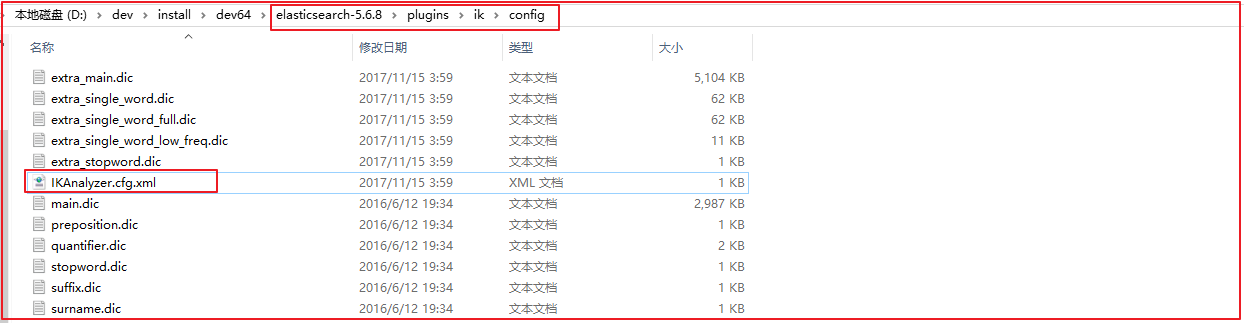 本地磁盘 (D:) > dev > install > dev64 > elasticsearch-5.6.8 > plugins > ik > config
名称 修改日期 类型 大小
extra_main.dic 2017/11/15 3:59 文本文档 5,104 KB
extra_single_word.dic 2017/11/15 3:59 文本文档 62 KB
extra_single_word_full.dic 2017/11/15 3:59 文本文档 62 KB
extra_single_word_low_freq.dic 2017/11/15 3:59 文本文档 11 KB
extra_stopword.dic 2017/11/15 3:59 文本文档 1 KB
IKAnalyzer.cfg.xml 2017/11/15 3:59 XML 文档 1 KB
main.dic 2016/6/12 19:34 文本文档 2,987 KB
preposition.dic 2016/6/12 19:34 文本文档 1 KB
quantifier.dic 2016/6/12 19:34 文本文档 2 KB
stopword.dic 2016/6/12 19:34 文本文档 1 KB
suffix.dic 2016/6/12 19:34 文本文档 1 KB
surname.dic 2016/6/12 19:34 文本文档 1 KB